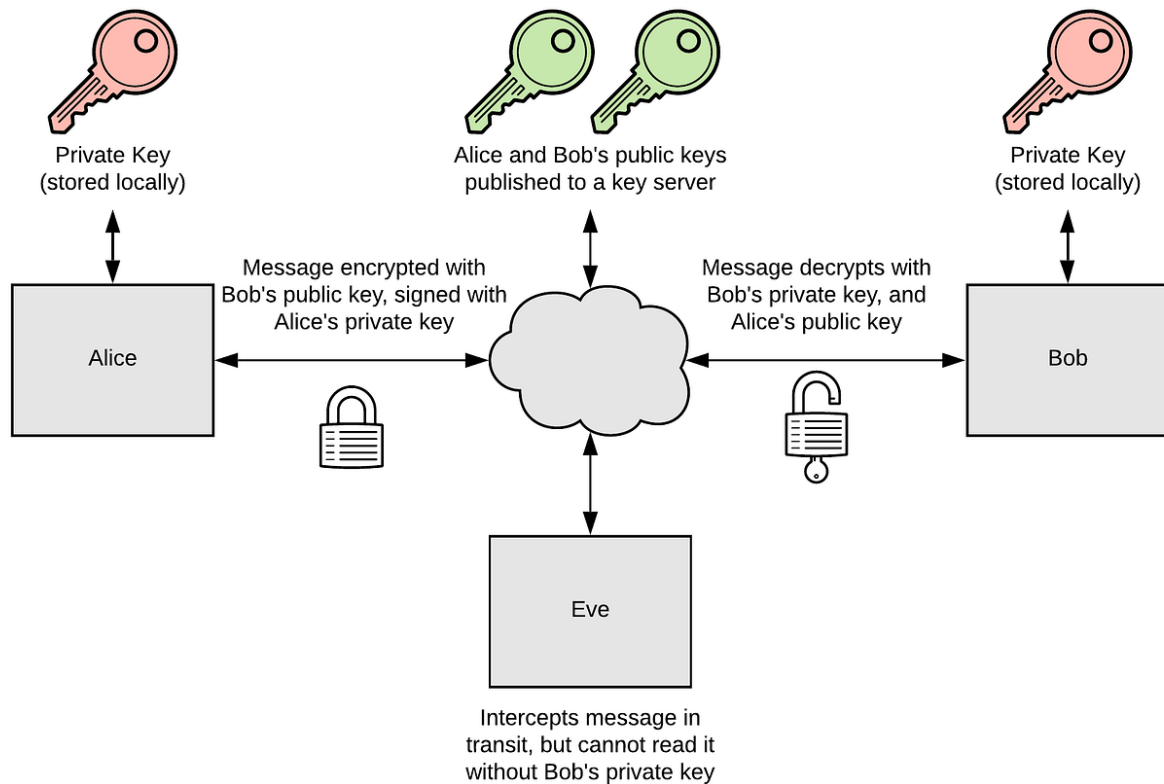 Private Key
(stored locally)
Alice and Bob's public keys
published to a key server
Private Key
(stored locally)
Message encrypted with
Bob's public key, signed with
Alice's private key
Message decrypts with
Bob's private key, and
Alice's public key
Alice
Bob
Eve
Intercepts message in
transit, but cannot read it
without Bob's private key